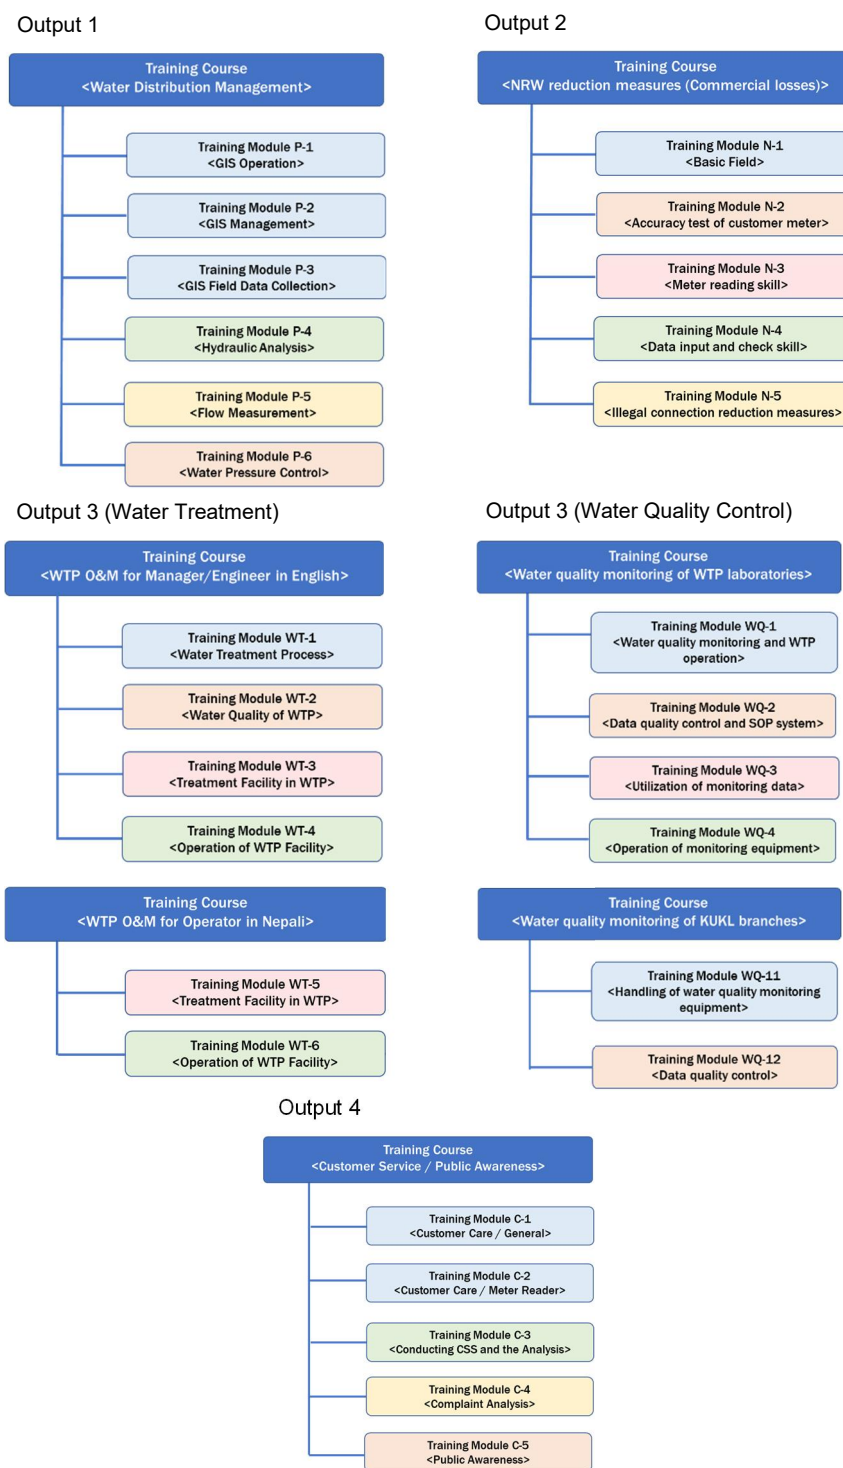 Output 1
Training Course
<Water Distribution Management>
Training Module P-1
<GIS Operation>
Training Module P-2
<GIS Management>
Training Module P-3
<GIS Field Data Collection>
Training Module P-4
<Hydraulic Analysis>
Training Module P-5
<Flow Measurement>
Training Module P-6
<Water Pressure Control>
Output 2
Training Course
<NRW reduction measures (Commercial losses)>
Training Module N-1
<Basic Field>
Training Module N-2
<Accuracy test of customer meter>
Training Module N-3
<Meter reading skill>
Training Module N-4
<Data input and check skill>
Training Module N-5
<Illegal connection reduction measures>
Output 3 (Water Treatment)
Training Course
<WTP O&M for Manager/Engineer in English>
Training Module WT-1
<Water Treatment Process>
Training Module WT-2
<Water Quality of WTP>
Training Module WT-3
<Treatment Facility in WTP>
Training Module WT-4
<Operation of WTP Facility>
Training Course
<WTP O&M for Operator in Nepali>
Training Module WT-5
<Treatment Facility in WTP>
Training Module WT-6
<Operation of WTP Facility>
Output 3 (Water Quality Control)
Training Course
<Water quality monitoring of WTP laboratories>
Training Module WQ-1
<Water quality monitoring and WTP
operation>
Training Module WQ-2
<Data quality control and SOP system>
Training Module WQ-3
<Utilization of monitoring data>
Training Module WQ-4
<Operation of monitoring equipment>
Training Course
<Water quality monitoring of KUKL branches>
Training Module WQ-11
<Handling of water quality monitoring
equipment>
Training Module WQ-12
<Data quality control>
Output 4
Training Course
<Customer Service / Public Awareness>
Training Module C-1
<Customer Care / General>
Training Module C-2
<Customer Care / Meter Reader>
Training Module C-3
<Conducting CSS and the Analysis>
Training Module C-4
<Complaint Analysis>
Training Module C-5
<Public Awareness>